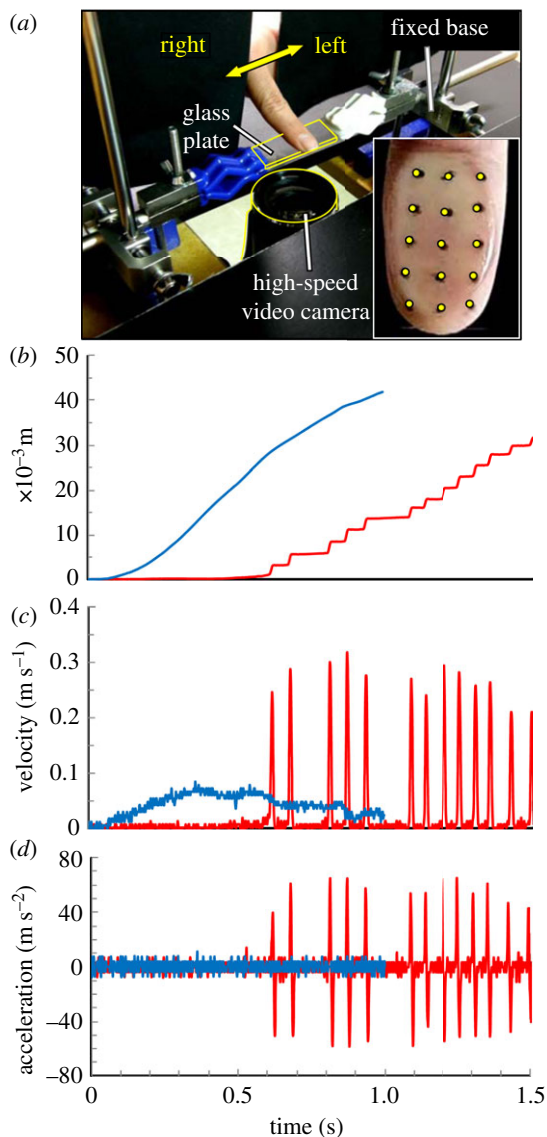 (a)
right
left
fixed base
glass
plate
high-speed
video camera
(b)
50
40
30
20
10
0
×10⁻³ m
(c)
0.4
0.3
0.2
0.1
0
velocity (m s⁻¹)
(d)
80
40
0
–40
–80
acceleration (m s⁻²)
0
0.5
1.0
1.5
time (s)